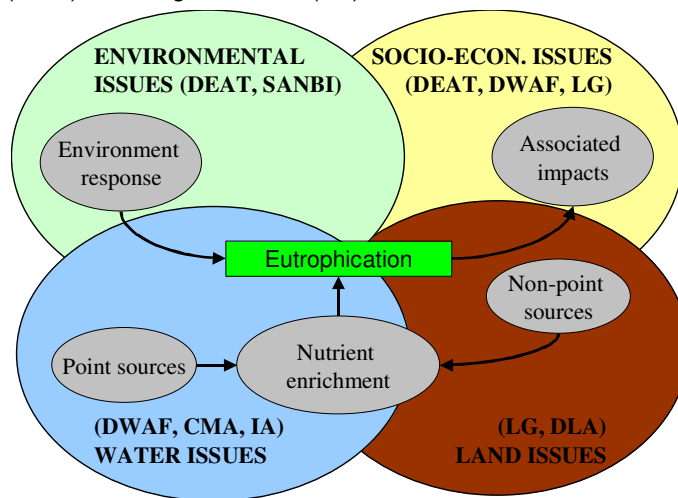 ENVIRONMENTAL
ISSUES (DEAT, SANBI)
SOCIO-ECON. ISSUES
(DEAT, DWAF, LG)
Environment
response
Associated
impacts
Eutrophication
Non-point
sources
Point sources
Nutrient
enrichment
(DWAF, CMA, IA)
WATER ISSUES
(LG, DLA)
LAND ISSUES